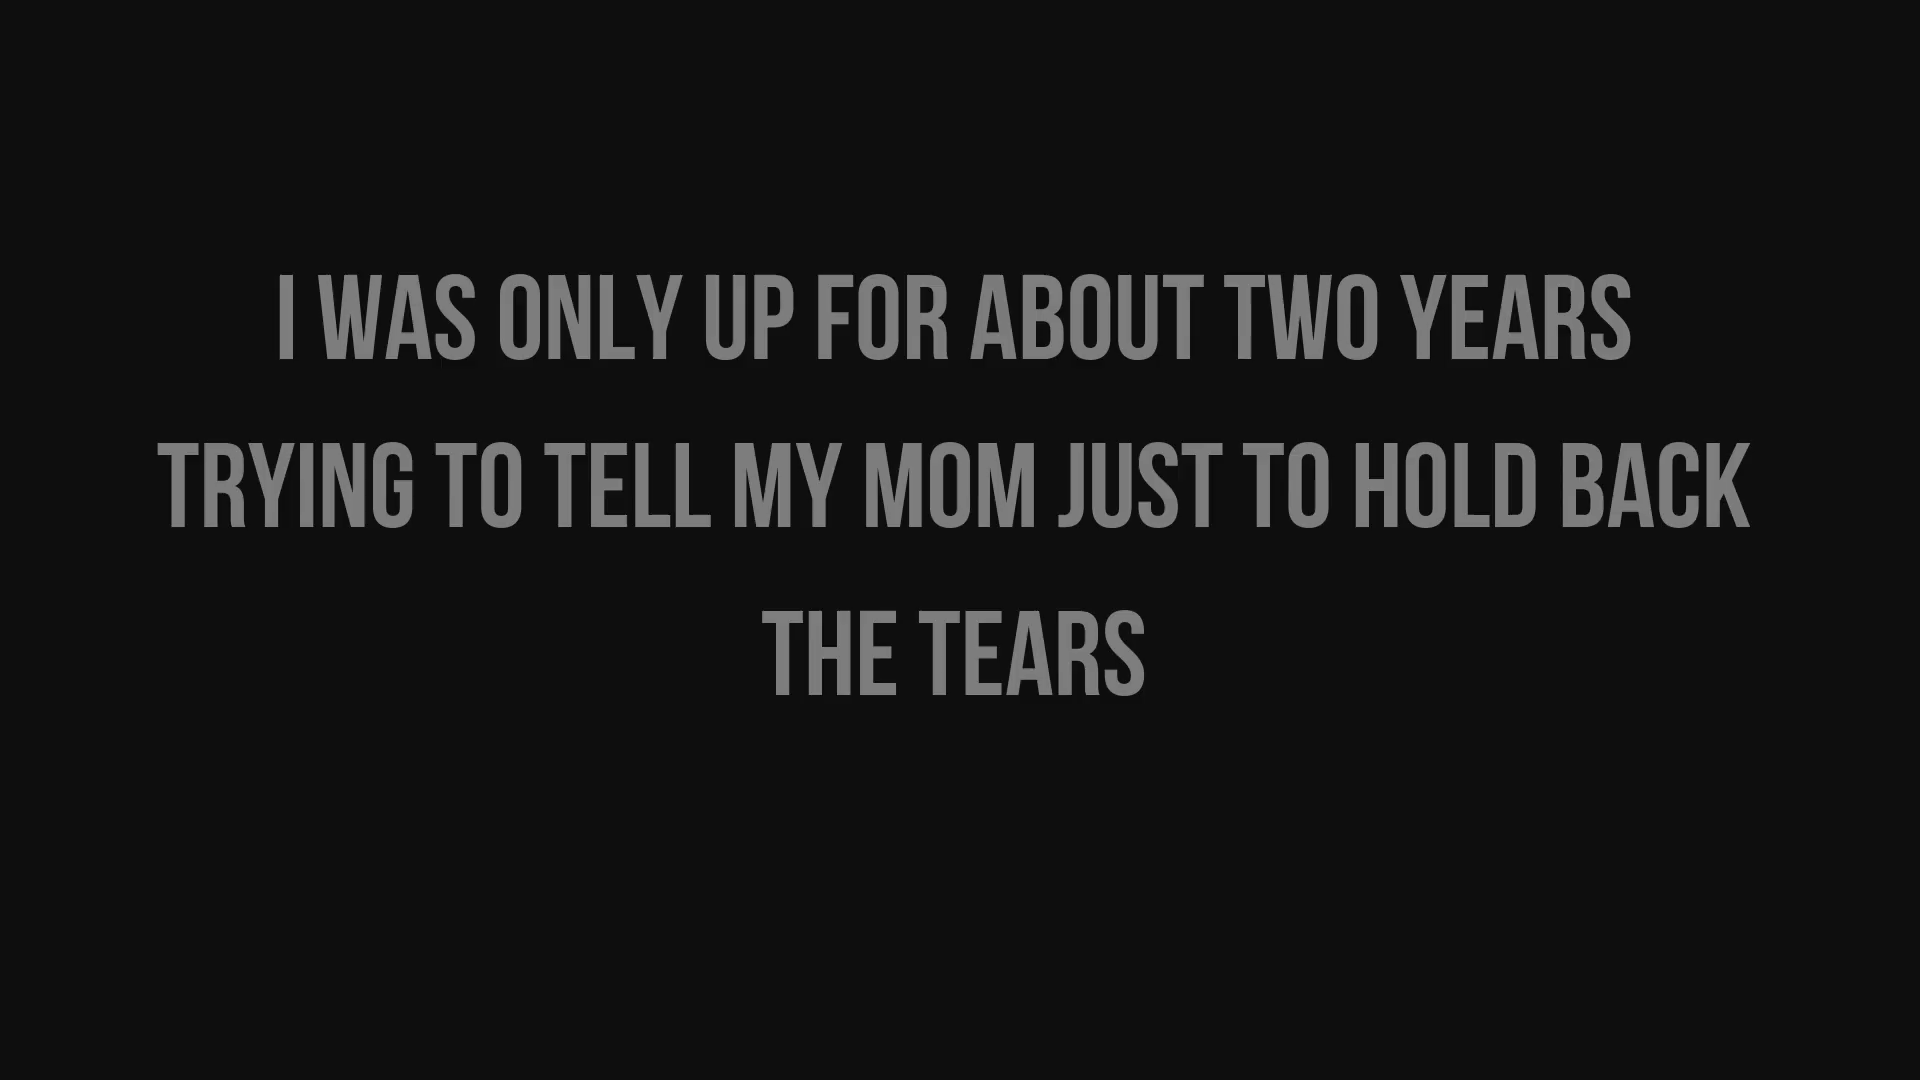 I WAS ONLY UP FOR ABOUT TWO YEARS
TRYING TO TELL MY MOM JUST TO HOLD BACK
THE TEARS